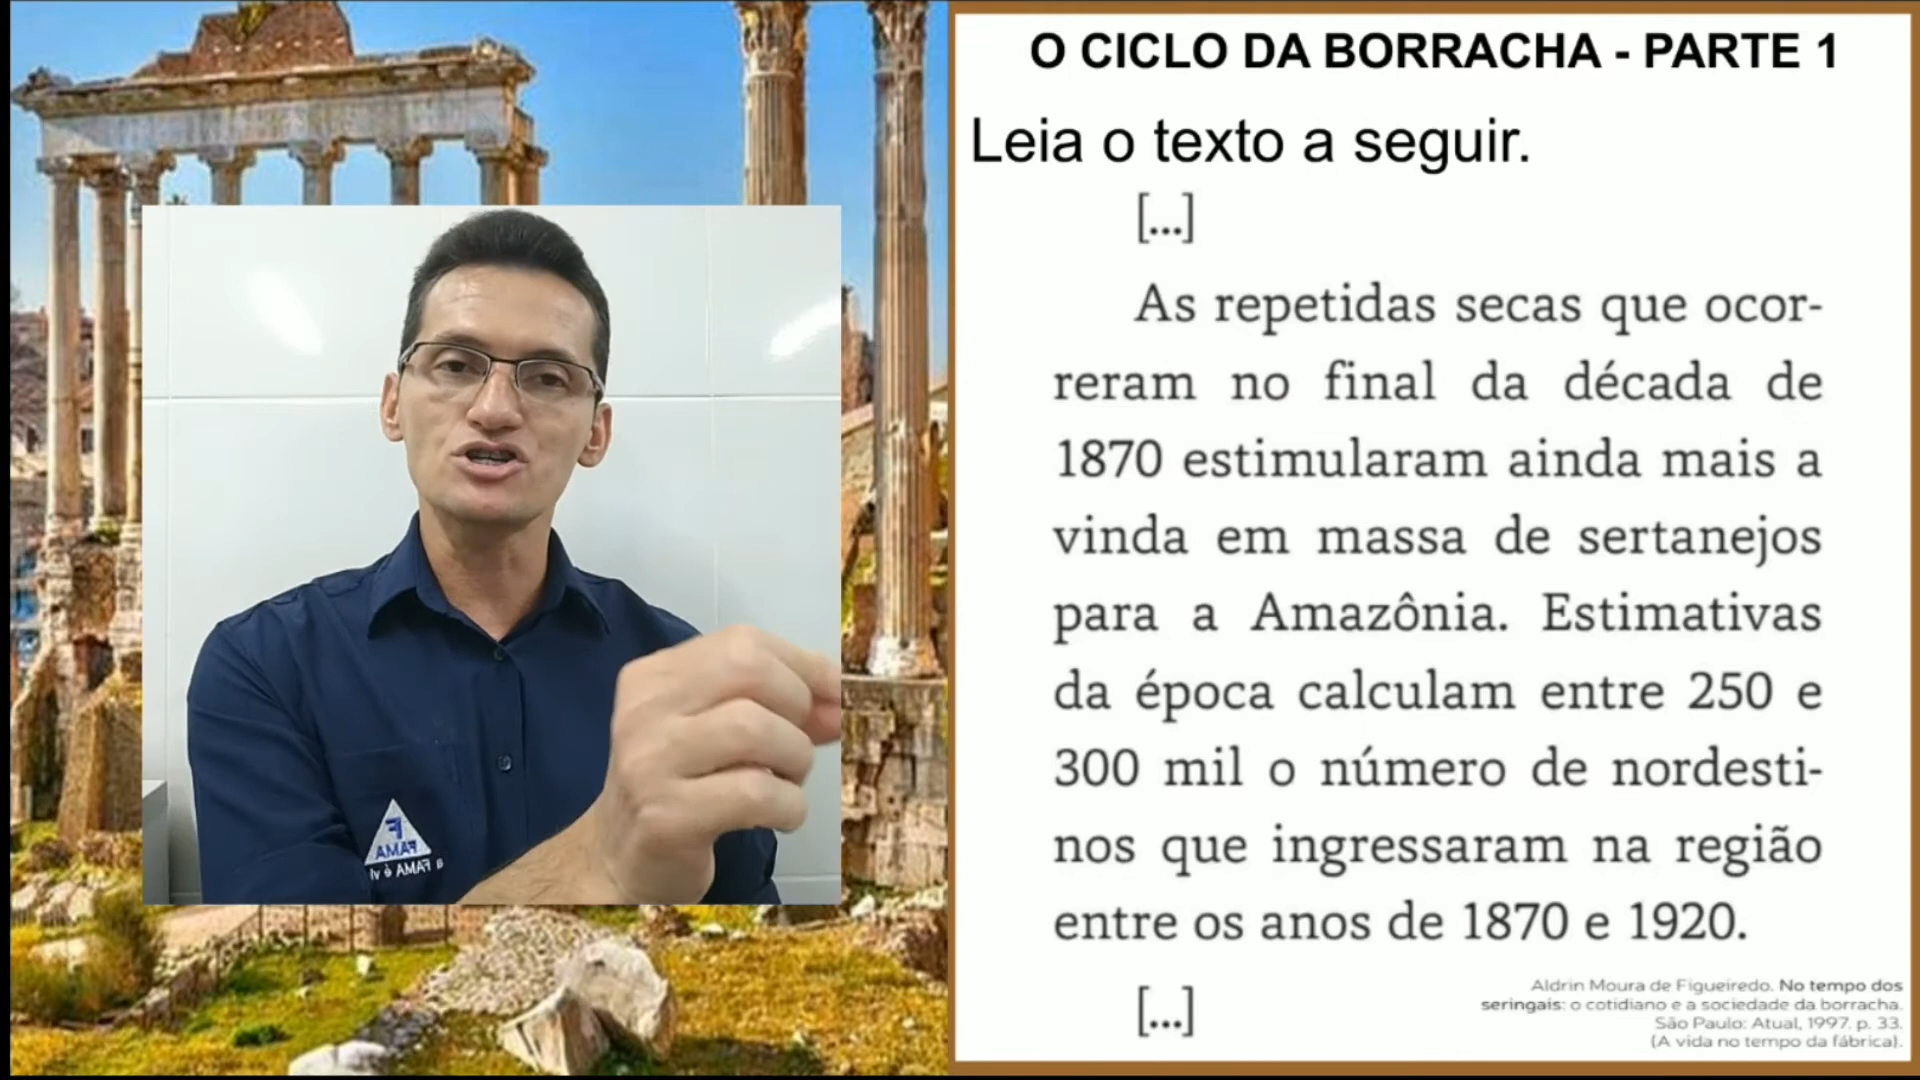 O CICLO DA BORRACHA - PARTE 1
Leia o texto a seguir.
[...]
As repetidas secas que ocor-
reram no final da década de
1870 estimularam ainda mais a
vinda em massa de sertanejos
para a Amazônia. Estimativas
da época calculam entre 250 e
300 mil o número de nordesti-
nos que ingressaram na região
entre os anos de 1870 e 1920.
[...]
Aldrin Moura de Figueiredo. No tempo dos
seringais: o cotidiano e a sociedade da borracha.
São Paulo: Atual, 1997. p. 33.
(A vida no tempo da fábrica).
F
FAMA
a FAMA é